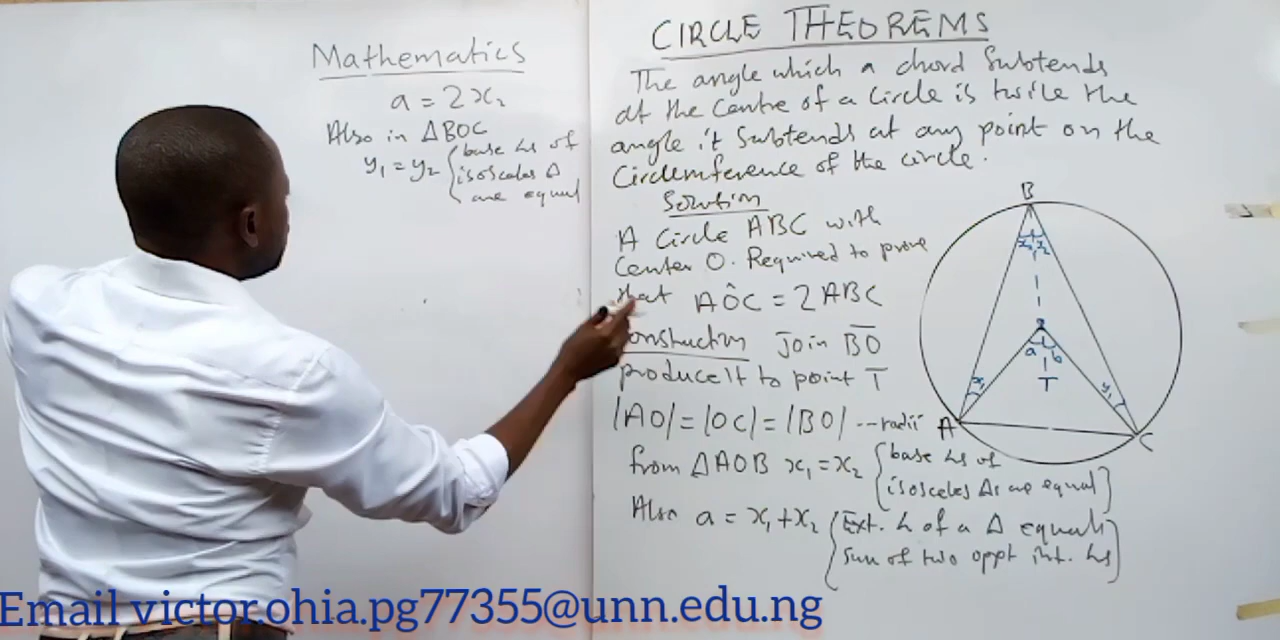 Mathematics
a = 2x₂
Also in ΔBOC
y₁ = y₂ {base ∠s of
isosceles Δ
are equal
CIRCLE THEOREMS
The angle which a chord Subtends
at the Centre of a Circle is twice the
angle it Subtends at any point on the
Circumference of the circle.
Solution
A Circle ABC with
Center O. Required to prove
that AÔC = 2ABC
onstruction Join B̅O̅
produce it to point T
|AO| = |OC| = |BO| --- radii
from ΔAOB x₁ = x₂ {base ∠s of
isosceles Δs are equal}
Also a = x₁ + x₂ {Ext. ∠ of a Δ equals
Sum of two oppt int. ∠s}
B
x₂
a b
T
x₁ y₁
A C
Email victor.ohia.pg77355@unn.edu.ng